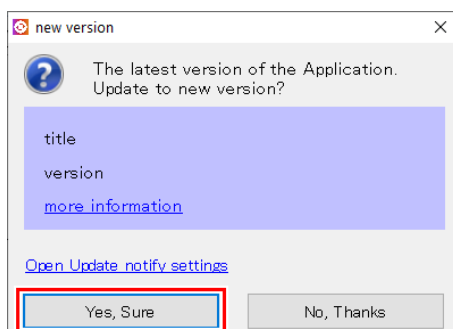 new version
The latest version of the Application.
Update to new version?
title
version
more information
Open Update notify settings
Yes, Sure
No, Thanks